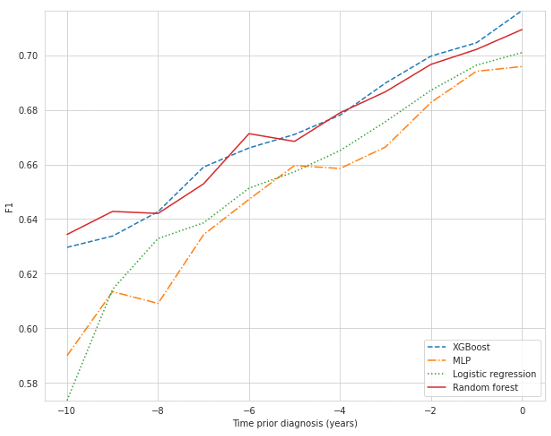 0.70
0.68
0.66
0.64
0.62
0.60
0.58
F1
−10
−8
−6
−4
−2
0
Time prior diagnosis (years)
XGBoost
MLP
Logistic regression
Random forest